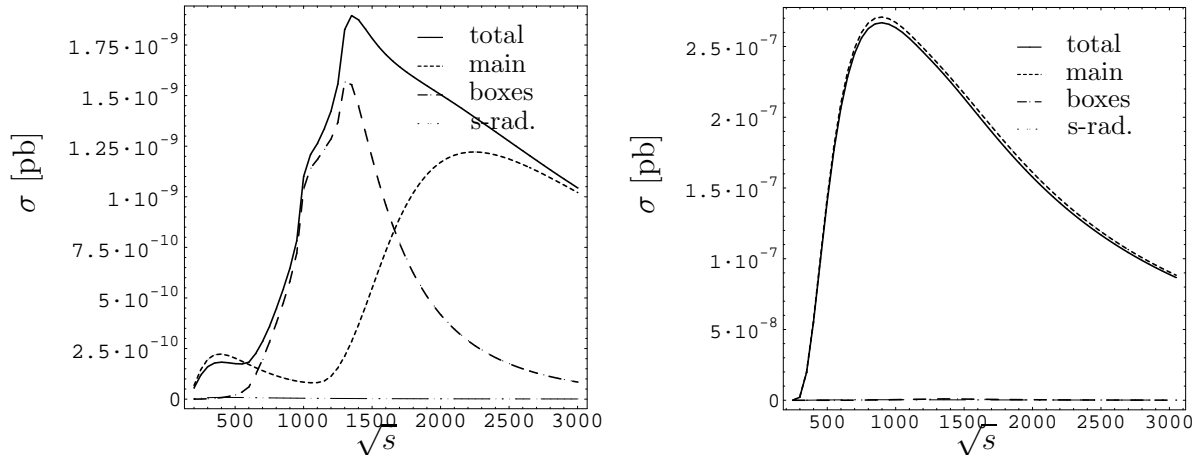 1.75·10⁻⁹
1.5·10⁻⁹
1.25·10⁻⁹
1·10⁻⁹
7.5·10⁻¹⁰
5·10⁻¹⁰
2.5·10⁻¹⁰
0
σ [pb]
total
main
boxes
s-rad.
500 1000 1500 2000 2500 3000
√s
2.5·10⁻⁷
2·10⁻⁷
1.5·10⁻⁷
1·10⁻⁷
5·10⁻⁸
0
σ [pb]
total
main
boxes
s-rad.
500 1000 1500 2000 2500 3000
√s